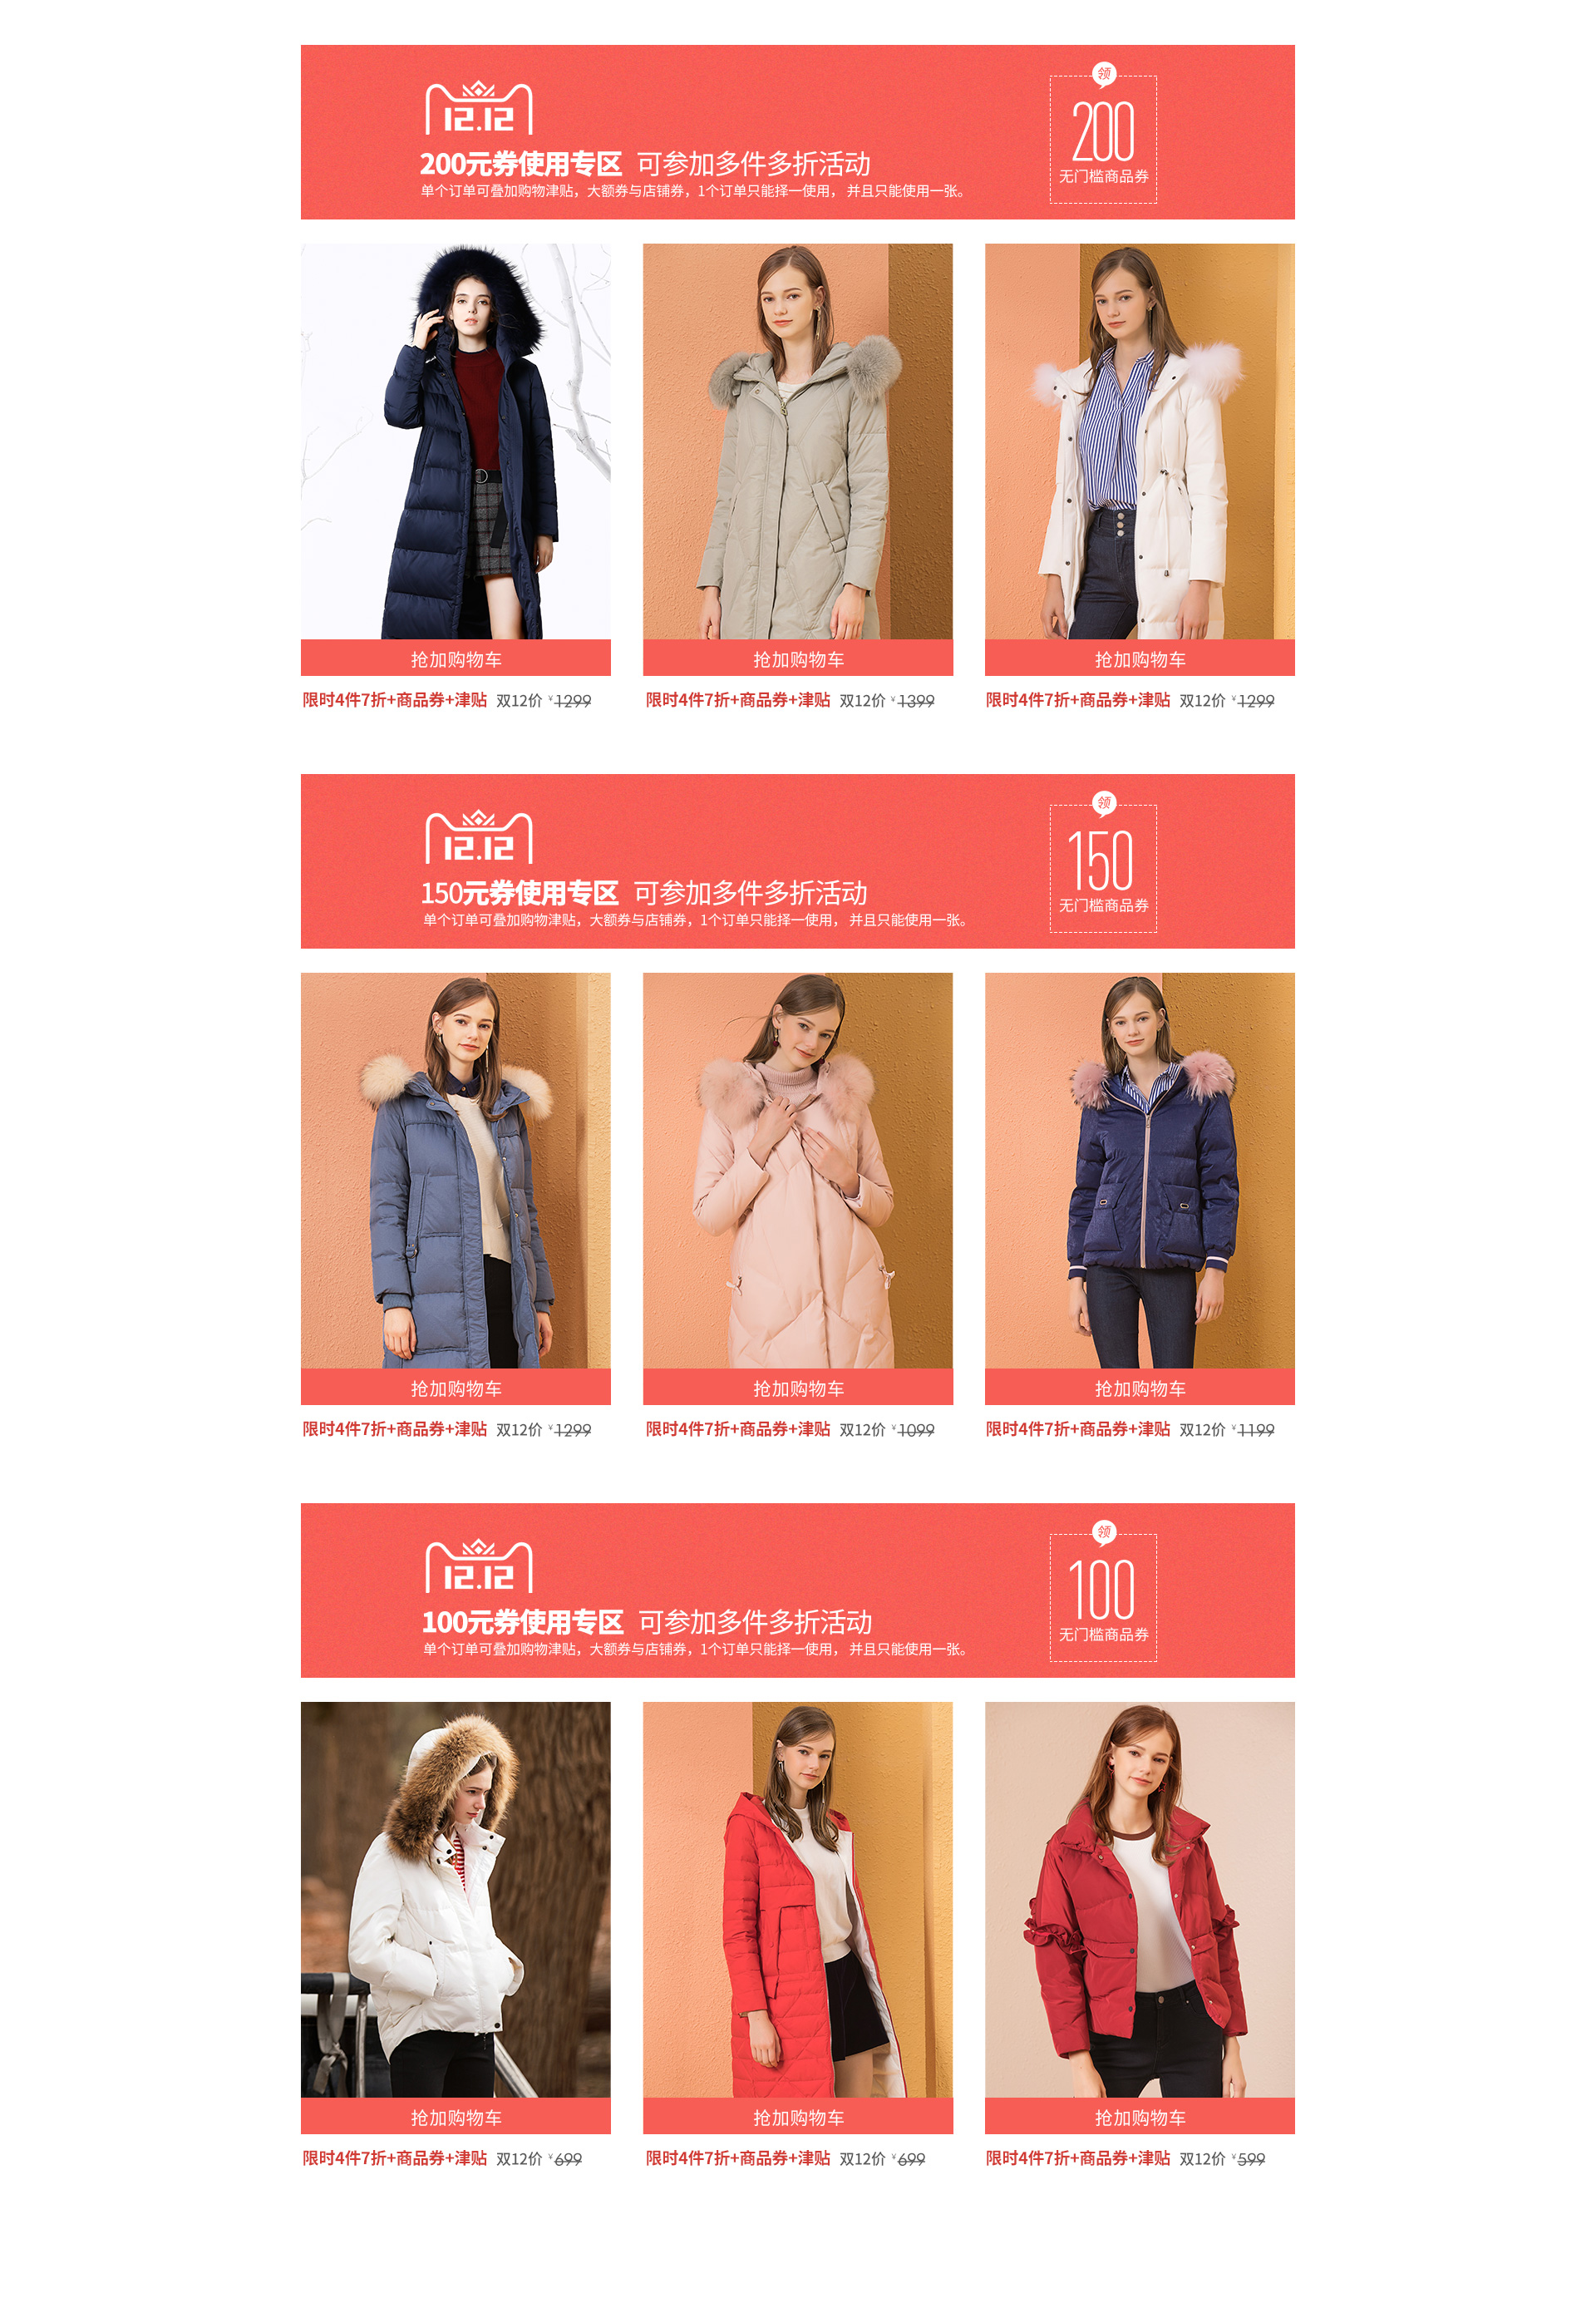 12.12
200元券使用专区 可参加多件多折活动
单个订单可叠加购物津贴，大额券与店铺券，1个订单只能择一使用， 并且只能使用一张。
领
200
无门槛商品券
抢加购物车
抢加购物车
抢加购物车
限时4件7折+商品券+津贴 双12价 ¥1299
限时4件7折+商品券+津贴 双12价 ¥1399
限时4件7折+商品券+津贴 双12价 ¥1299
12.12
150元券使用专区 可参加多件多折活动
单个订单可叠加购物津贴，大额券与店铺券，1个订单只能择一使用， 并且只能使用一张。
领
150
无门槛商品券
抢加购物车
抢加购物车
抢加购物车
限时4件7折+商品券+津贴 双12价 ¥1299
限时4件7折+商品券+津贴 双12价 ¥1099
限时4件7折+商品券+津贴 双12价 ¥1199
12.12
100元券使用专区 可参加多件多折活动
单个订单可叠加购物津贴，大额券与店铺券，1个订单只能择一使用， 并且只能使用一张。
领
100
无门槛商品券
抢加购物车
抢加购物车
抢加购物车
限时4件7折+商品券+津贴 双12价 ¥699
限时4件7折+商品券+津贴 双12价 ¥699
限时4件7折+商品券+津贴 双12价 ¥599